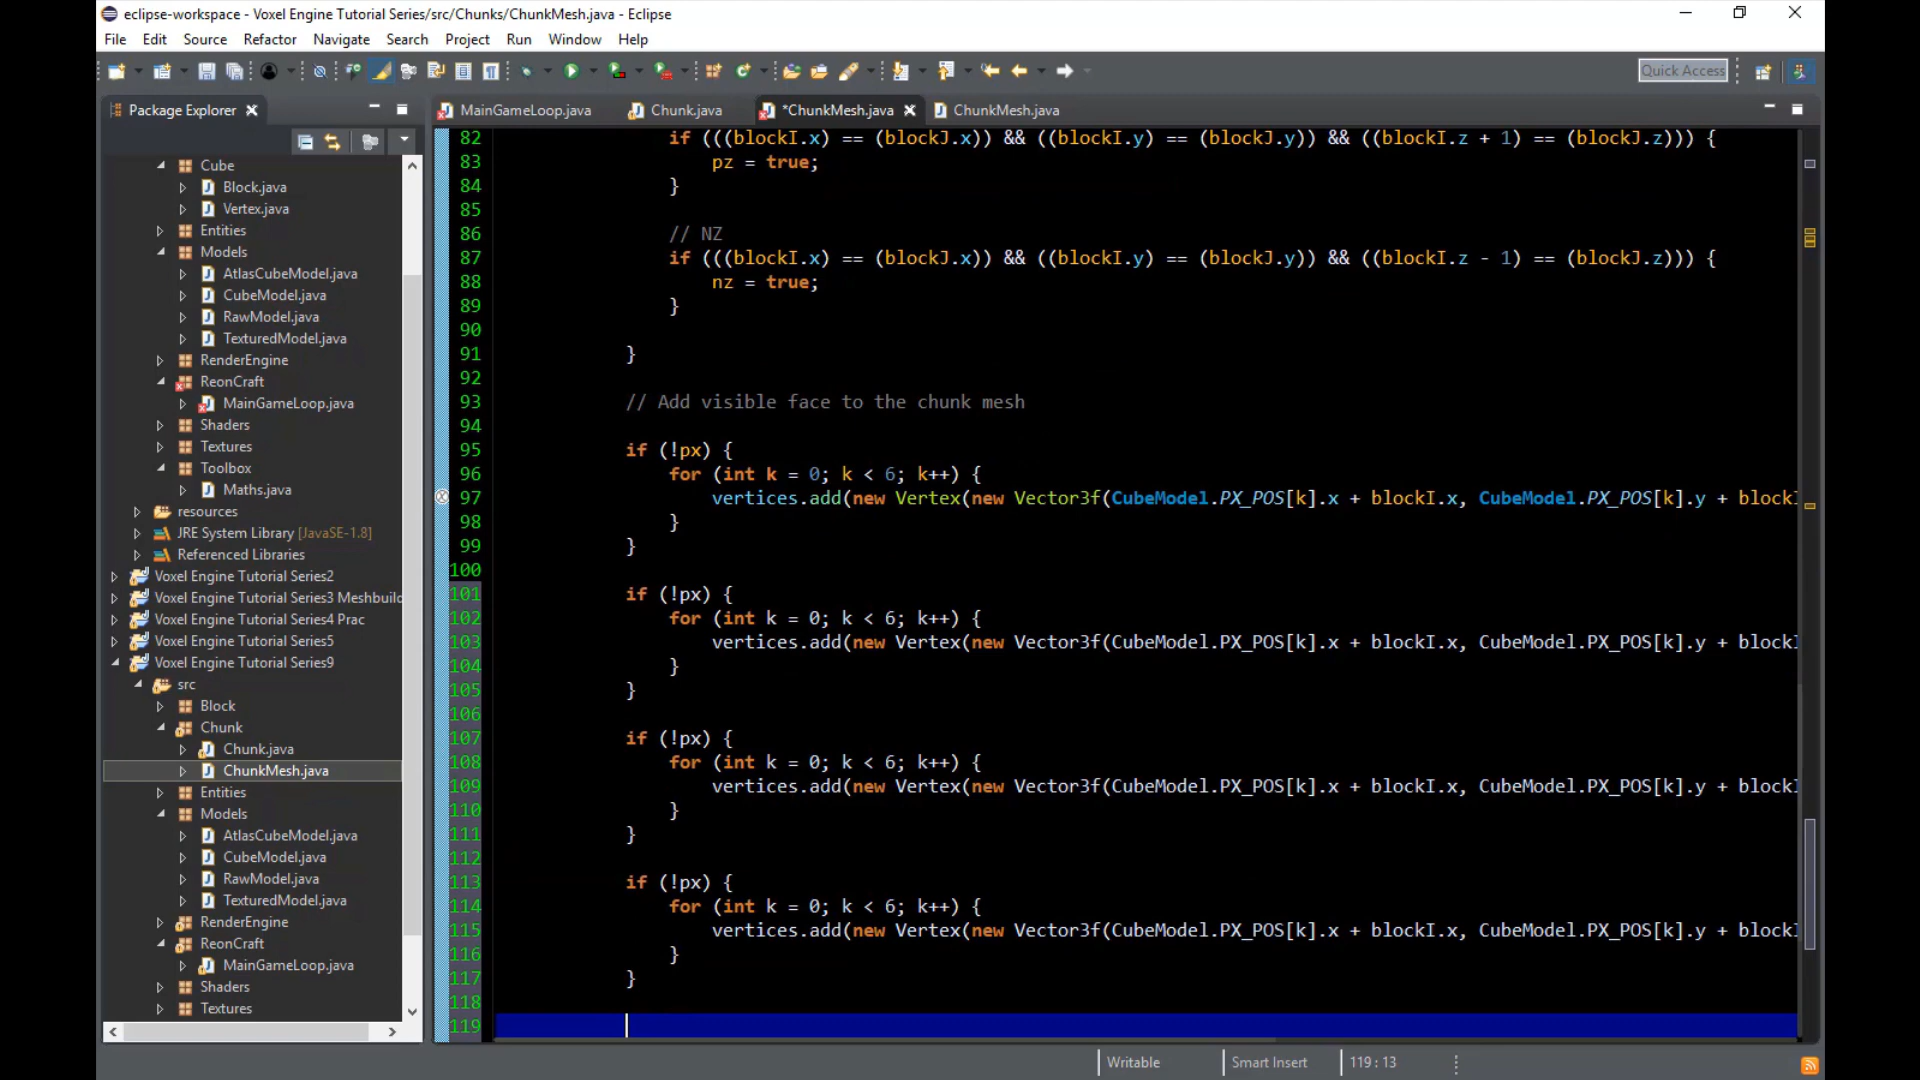 eclipse-workspace - Voxel Engine Tutorial Series/src/Chunks/ChunkMesh.java - Eclipse
File Edit Source Refactor Navigate Search Project Run Window Help
Quick Access
Package Explorer
MainGameLoop.java Chunk.java *ChunkMesh.java ChunkMesh.java
Cube
Block.java
Vertex.java
Entities
Models
AtlasCubeModel.java
CubeModel.java
RawModel.java
TexturedModel.java
RenderEngine
ReonCraft
MainGameLoop.java
Shaders
Textures
Toolbox
Maths.java
resources
JRE System Library [JavaSE-1.8]
Referenced Libraries
Voxel Engine Tutorial Series2
Voxel Engine Tutorial Series3 Meshbuild
Voxel Engine Tutorial Series4 Prac
Voxel Engine Tutorial Series5
Voxel Engine Tutorial Series9
src
Block
Chunk
Chunk.java
ChunkMesh.java
Entities
Models
AtlasCubeModel.java
CubeModel.java
RawModel.java
TexturedModel.java
RenderEngine
ReonCraft
MainGameLoop.java
Shaders
Textures
82 if (((blockI.x) == (blockJ.x)) && ((blockI.y) == (blockJ.y)) && ((blockI.z + 1) == (blockJ.z))) {
83 pz = true;
84 }
85
86 // NZ
87 if (((blockI.x) == (blockJ.x)) && ((blockI.y) == (blockJ.y)) && ((blockI.z - 1) == (blockJ.z))) {
88 nz = true;
89 }
90
91 }
92
93 // Add visible face to the chunk mesh
94
95 if (!px) {
96 for (int k = 0; k < 6; k++) {
97 vertices.add(new Vertex(new Vector3f(CubeModel.PX_POS[k].x + blockI.x, CubeModel.PX_POS[k].y + blockI
98 }
99 }
100
101 if (!px) {
102 for (int k = 0; k < 6; k++) {
103 vertices.add(new Vertex(new Vector3f(CubeModel.PX_POS[k].x + blockI.x, CubeModel.PX_POS[k].y + blockI
104 }
105 }
106
107 if (!px) {
108 for (int k = 0; k < 6; k++) {
109 vertices.add(new Vertex(new Vector3f(CubeModel.PX_POS[k].x + blockI.x, CubeModel.PX_POS[k].y + blockI
110 }
111 }
112
113 if (!px) {
114 for (int k = 0; k < 6; k++) {
115 vertices.add(new Vertex(new Vector3f(CubeModel.PX_POS[k].x + blockI.x, CubeModel.PX_POS[k].y + blockI
116 }
117 }
118
119
Writable Smart Insert 119 : 13